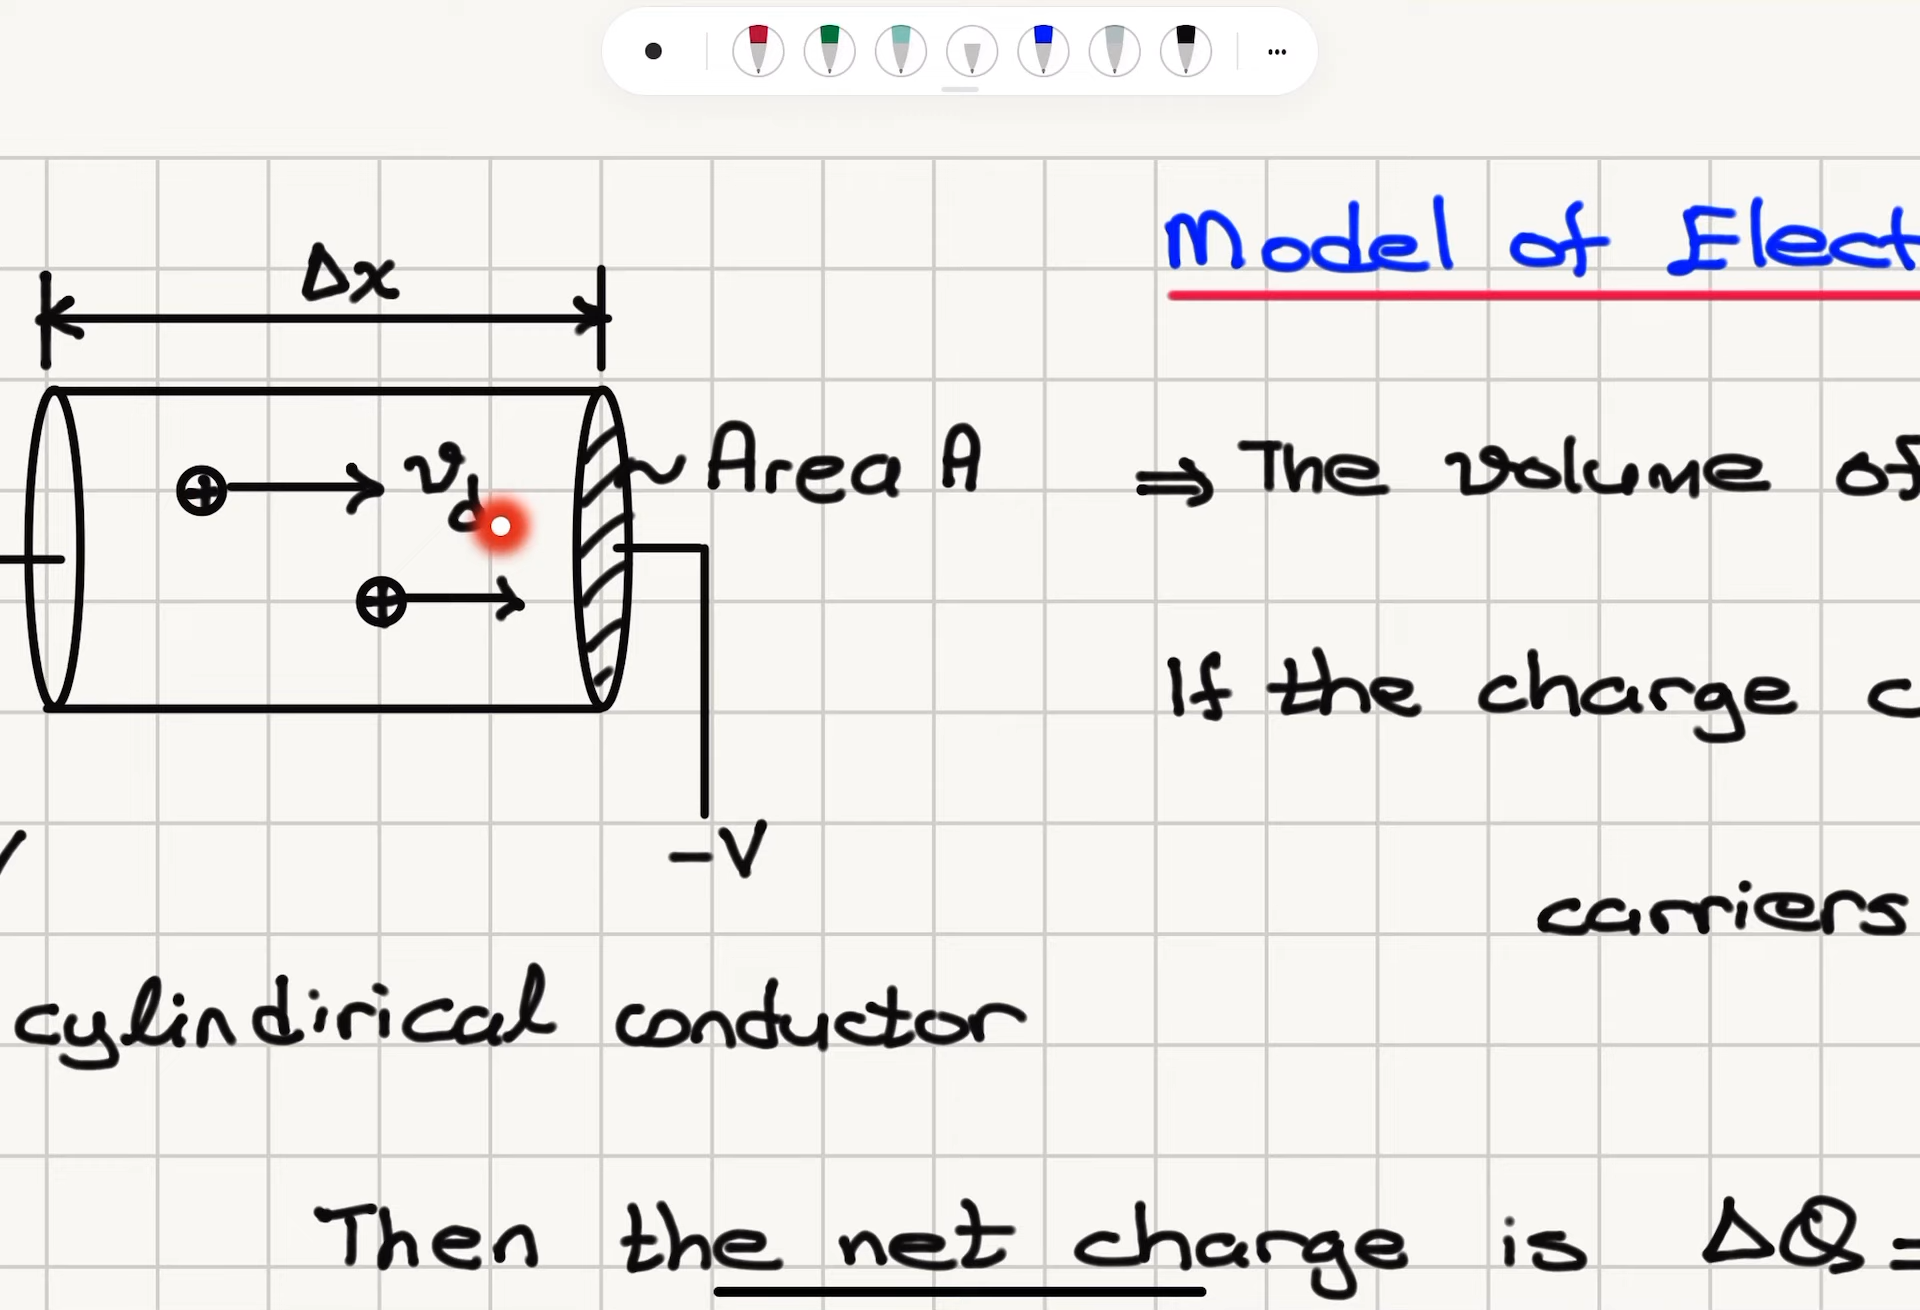 Model of Elect
Δx
v_d
~ Area A
⇒ The volume of
If the charge c
-V
carriers
cylindirical conductor
Then the net charge is ΔQ=